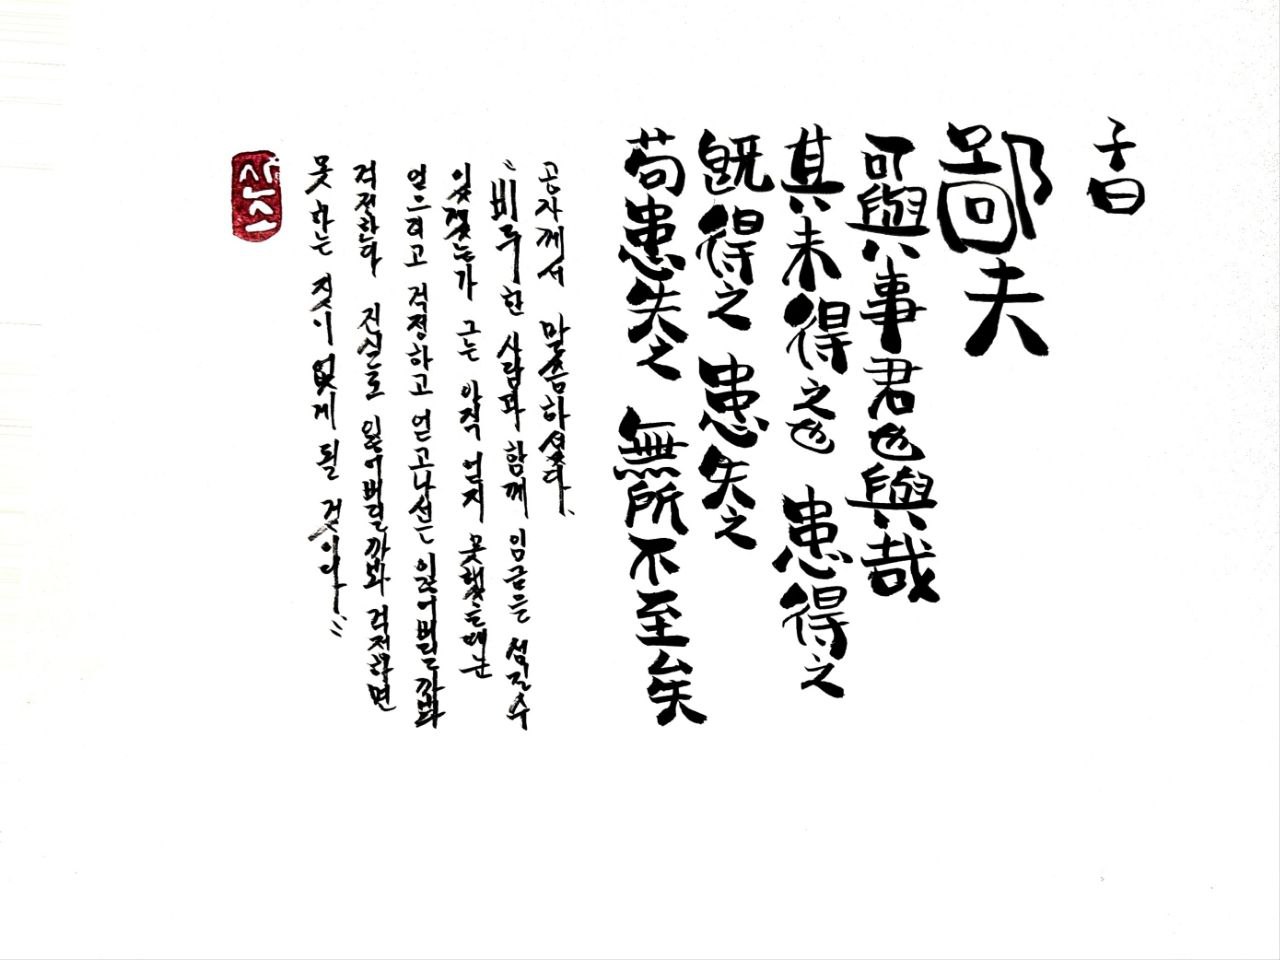 子曰
鄙夫
可與事君也與哉
其未得之也 患得之
旣得之 患失之
苟患失之 無所不至矣
공자께서 말씀하셨다.
"비루한 사람과 함께 임금을 섬길수
있겠는가 그는 아직 얻지 못했을때는
얻으려고 걱정하고 얻고나선 잃어버릴까봐
걱정한다 진실로 잃어버릴까봐 걱정하면
못하는 짓이 없게 될 것이다."